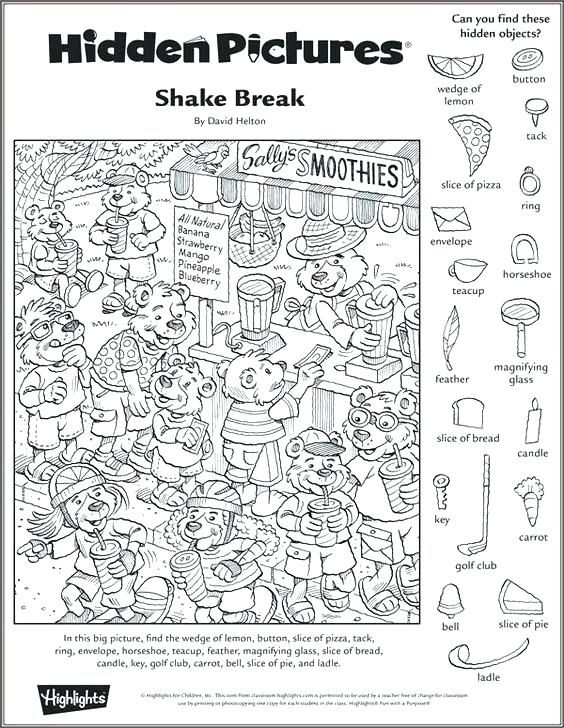 Can you find these
hidden objects?
Hidden Pictures®
Shake Break
By David Helton
wedge of
lemon
button
tack
slice of pizza
ring
envelope
horseshoe
teacup
feather
magnifying
glass
slice of bread
candle
key
carrot
golf club
bell
slice of pie
ladle
Sally's SMOOTHIES
All Natural
Banana
Strawberry
Mango
Pineapple
Blueberry
In this big picture, find the wedge of lemon, button, slice of pizza, tack,
ring, envelope, horseshoe, teacup, feather, magnifying glass, slice of bread,
candle, key, golf club, carrot, bell, slice of pie, and ladle.
Highlights
© Highlights for Children, Inc. This item from classroom.highlights.com is permitted to be used by a teacher free of charge for classroom
use by printing or photocopying one copy for each student in the class. Highlights® Fun with a Purpose®